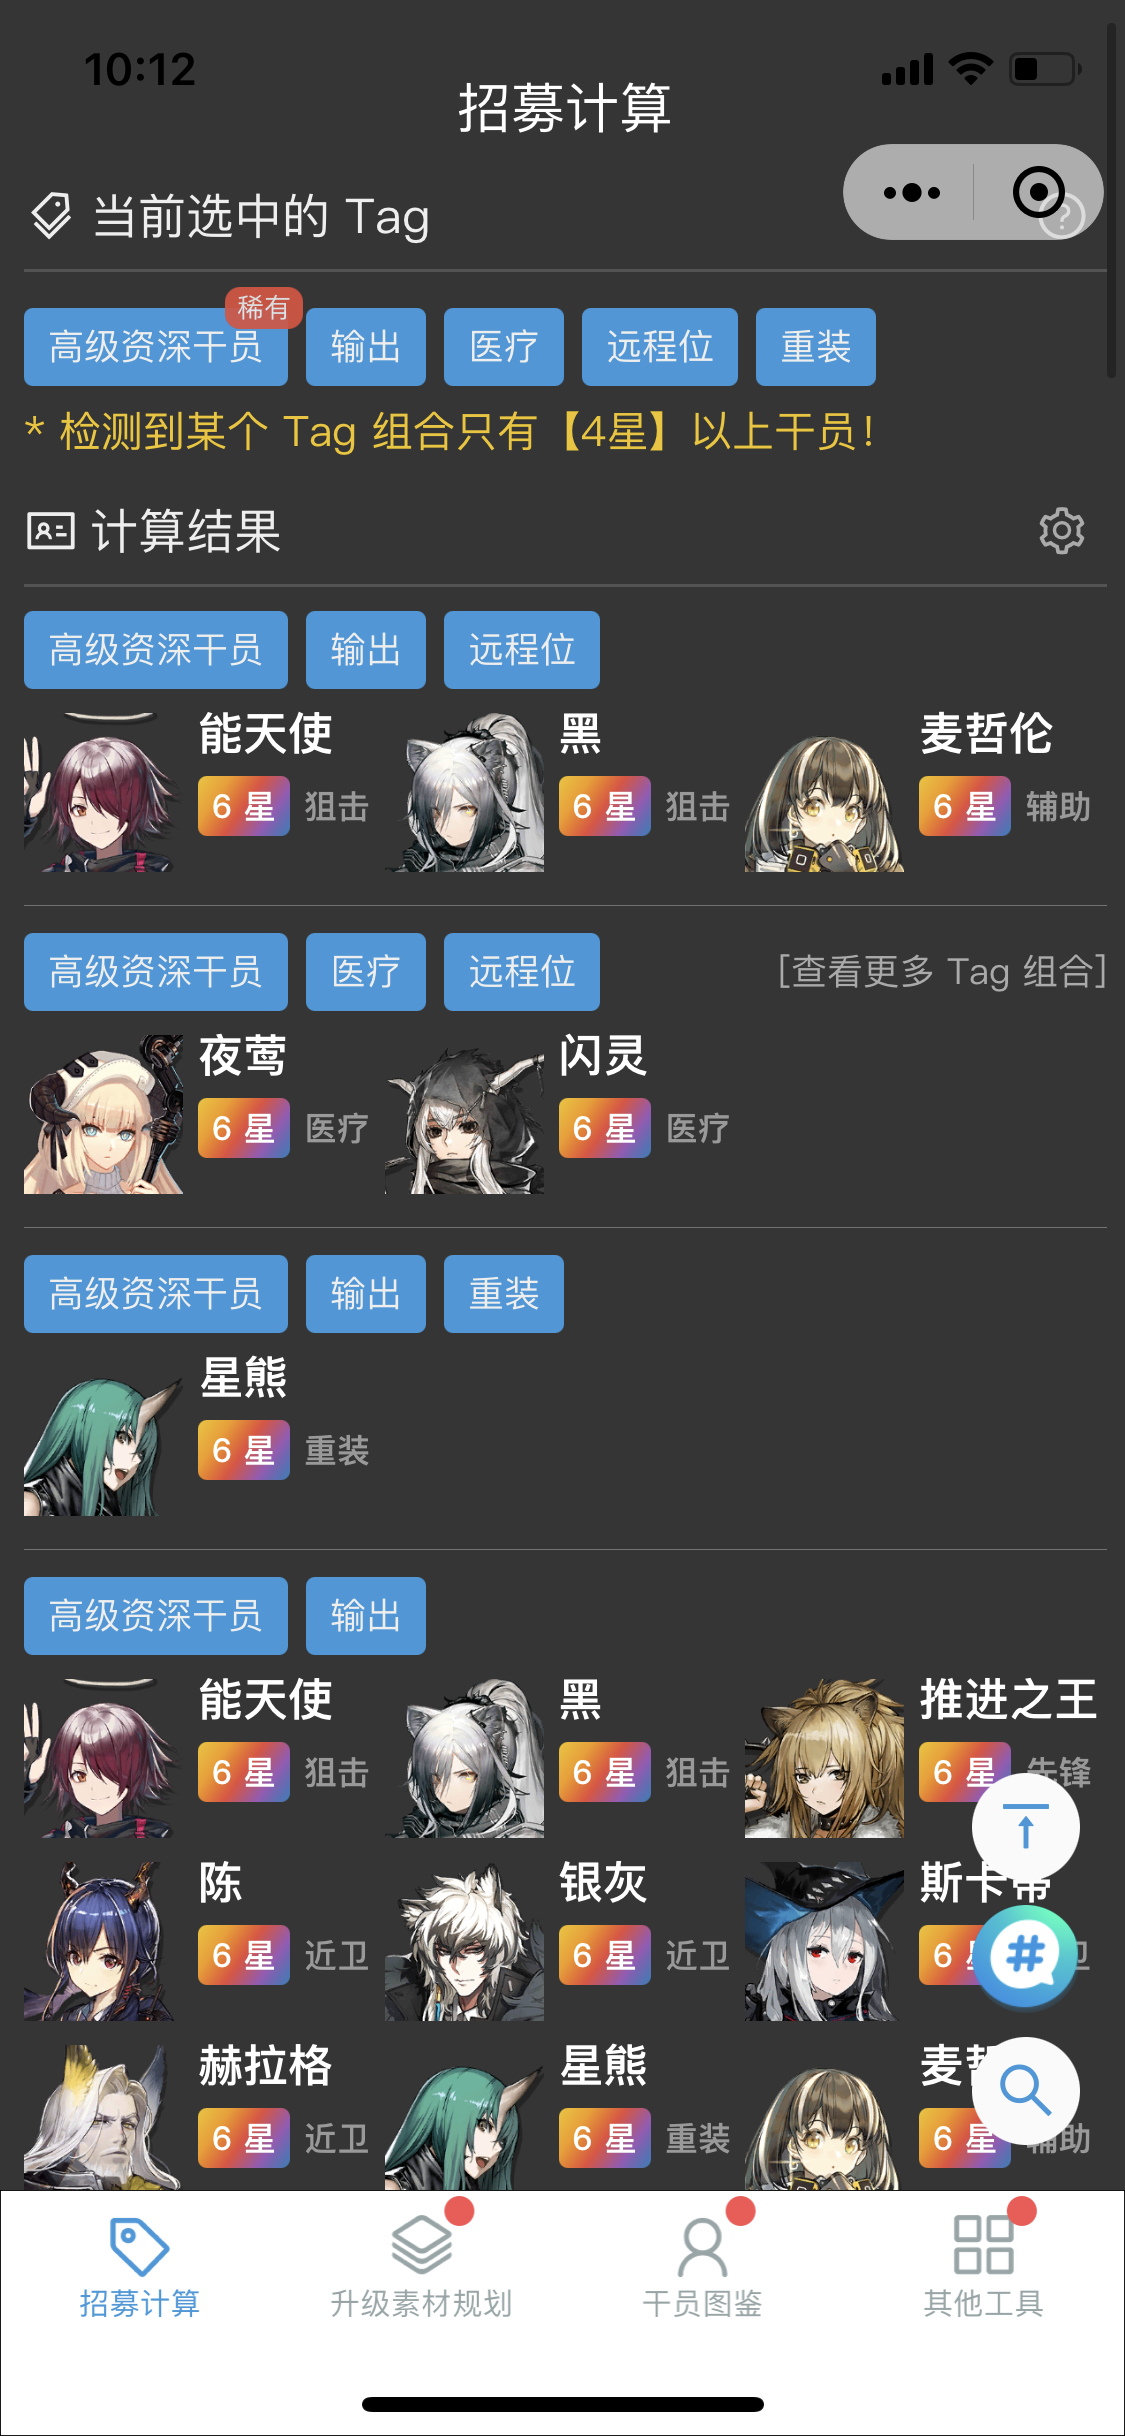 10:12
招募计算
当前选中的 Tag
稀有
高级资深干员 输出 医疗 远程位 重装
* 检测到某个 Tag 组合只有【4星】以上干员！
计算结果
高级资深干员 输出 远程位
能天使 黑 麦哲伦
6 星 狙击 6 星 狙击 6 星 辅助
高级资深干员 医疗 远程位 [查看更多 Tag 组合]
夜莺 闪灵
6 星 医疗 6 星 医疗
高级资深干员 输出 重装
星熊
6 星 重装
高级资深干员 输出
能天使 黑 推进之王
6 星 狙击 6 星 狙击 6 星 先锋
陈 银灰 斯卡蒂
6 星 近卫 6 星 近卫 6
赫拉格 星熊 麦哲
6 星 近卫 6 星 重装 6 星 辅助
招募计算 升级素材规划 干员图鉴 其他工具